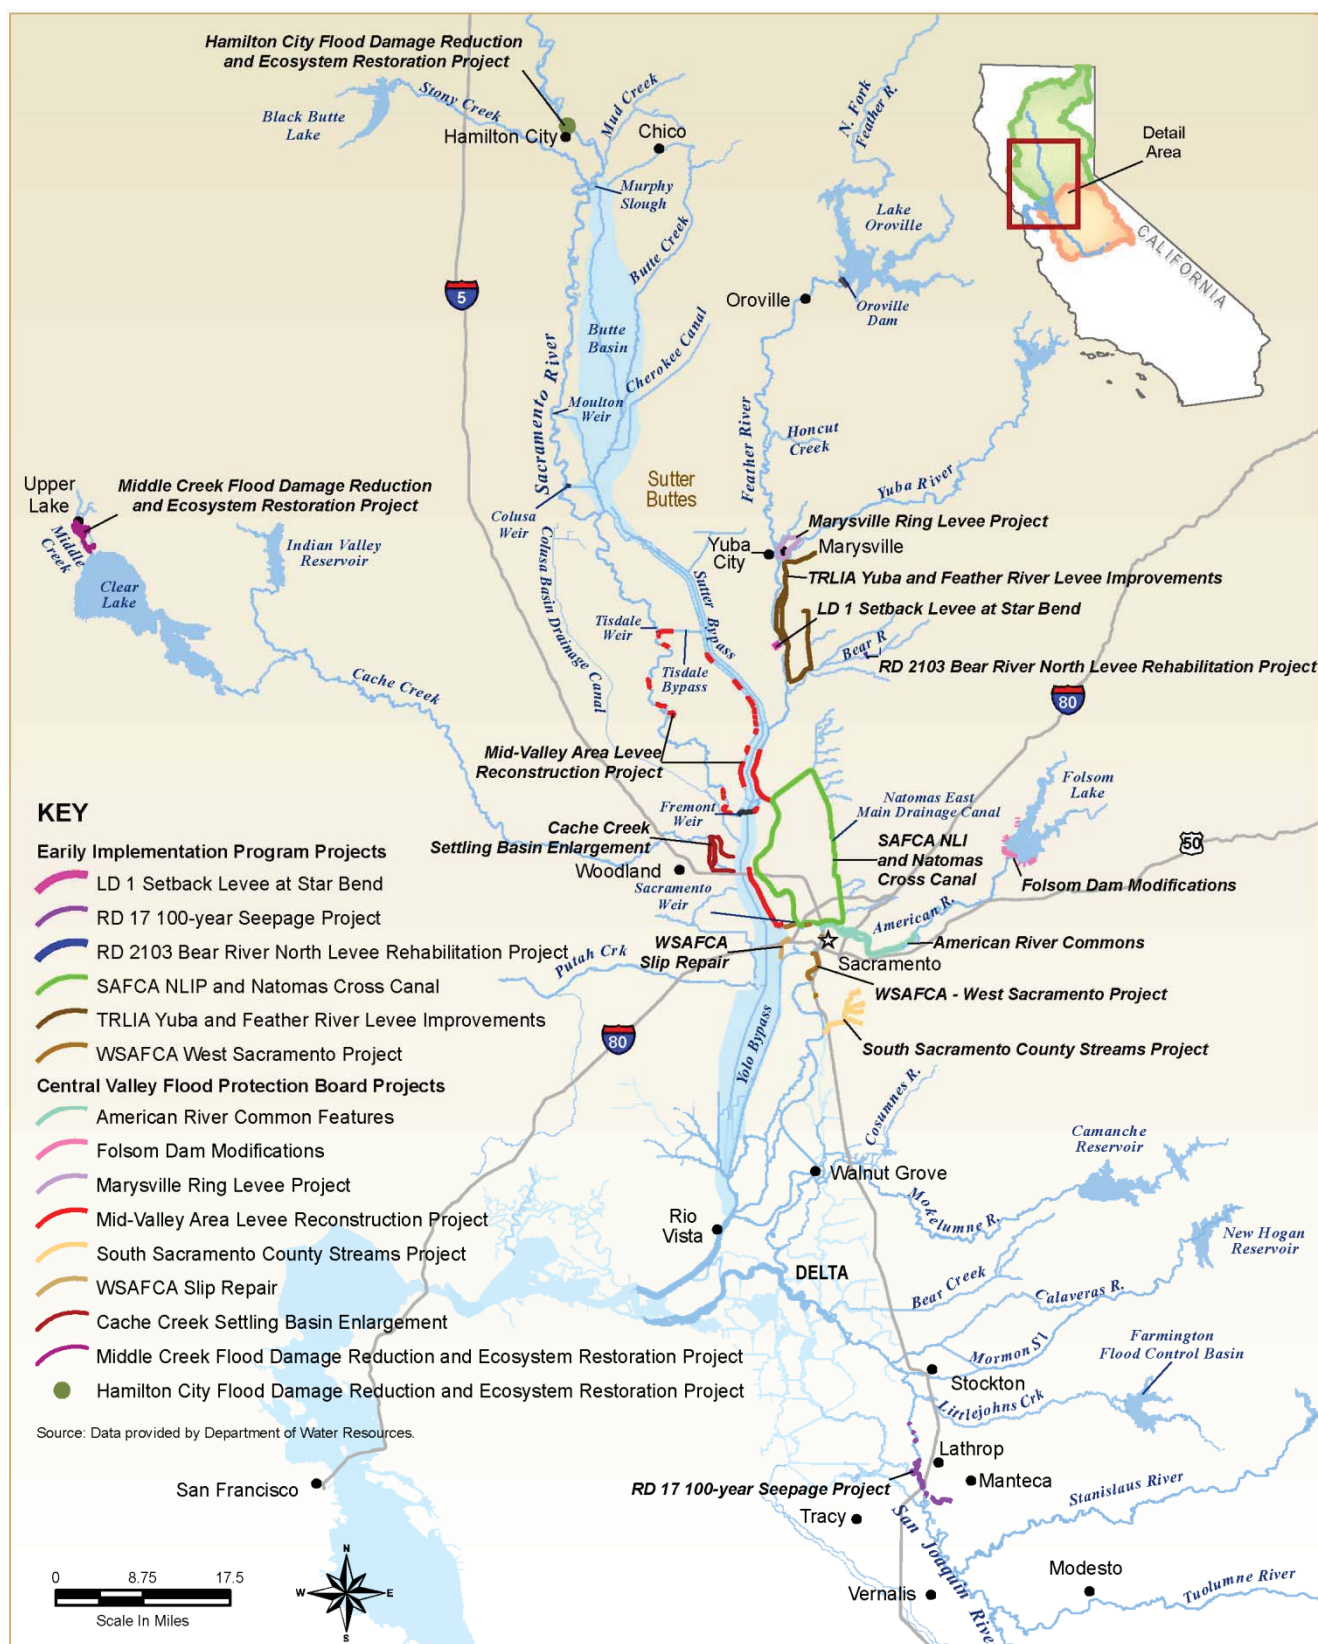 Hamilton City Flood Damage Reduction
and Ecosystem Restoration Project
Stony Creek
Mud Creek
Black Butte
Lake
Hamilton City
Chico
N. Fork
Feather R.
Detail
Area
CALIFORNIA
Murphy
Slough
Lake
Oroville
Butte Creek
5
Oroville
Oroville
Dam
Butte
Basin
Cherokee Canal
Sacramento River
Moulton
Weir
Feather River
Honcut
Creek
Sutter
Buttes
Yuba River
Upper
Lake
Middle Creek Flood Damage Reduction
and Ecosystem Restoration Project
Middle
Creek
Colusa
Weir
Indian Valley
Reservoir
Colusa Basin Drainage Canal
Marysville Ring Levee Project
Yuba
City
Marysville
TRLIA Yuba and Feather River Levee Improvements
Clear
Lake
Sutter Bypass
LD 1 Setback Levee at Star Bend
Tisdale
Weir
Bear R
RD 2103 Bear River North Levee Rehabilitation Project
Tisdale
Bypass
Cache Creek
80
Mid-Valley Area Levee
Reconstruction Project
Folsom
Lake
Natomas East
Main Drainage Canal
Fremont
Weir
Cache Creek
Settling Basin Enlargement
SAFCA NLI
and Natomas
Cross Canal
50
Woodland
Folsom Dam Modifications
Sacramento
Weir
American R.
WSAFCA
Slip Repair
American River Commons
Putah Crk
Sacramento
WSAFCA - West Sacramento Project
80
Yolo Bypass
South Sacramento County Streams Project
Cosumnes R.
Camanche
Reservoir
Walnut Grove
Mokelumne R.
Rio
Vista
New Hogan
Reservoir
DELTA
Bear Creek
Calaveras R.
Mormon Sl
Farmington
Flood Control Basin
Stockton
Littlejohns Crk
Lathrop
Manteca
RD 17 100-year Seepage Project
Stanislaus River
Tracy
San Joaquin River
Modesto
Vernalis
Tuolumne River
San Francisco
KEY
Earily Implementation Program Projects
LD 1 Setback Levee at Star Bend
RD 17 100-year Seepage Project
RD 2103 Bear River North Levee Rehabilitation Project
SAFCA NLIP and Natomas Cross Canal
TRLIA Yuba and Feather River Levee Improvements
WSAFCA West Sacramento Project
Central Valley Flood Protection Board Projects
American River Common Features
Folsom Dam Modifications
Marysville Ring Levee Project
Mid-Valley Area Levee Reconstruction Project
South Sacramento County Streams Project
WSAFCA Slip Repair
Cache Creek Settling Basin Enlargement
Middle Creek Flood Damage Reduction and Ecosystem Restoration Project
Hamilton City Flood Damage Reduction and Ecosystem Restoration Project
Source: Data provided by Department of Water Resources.
0 8.75 17.5
Scale In Miles
N
W E
S